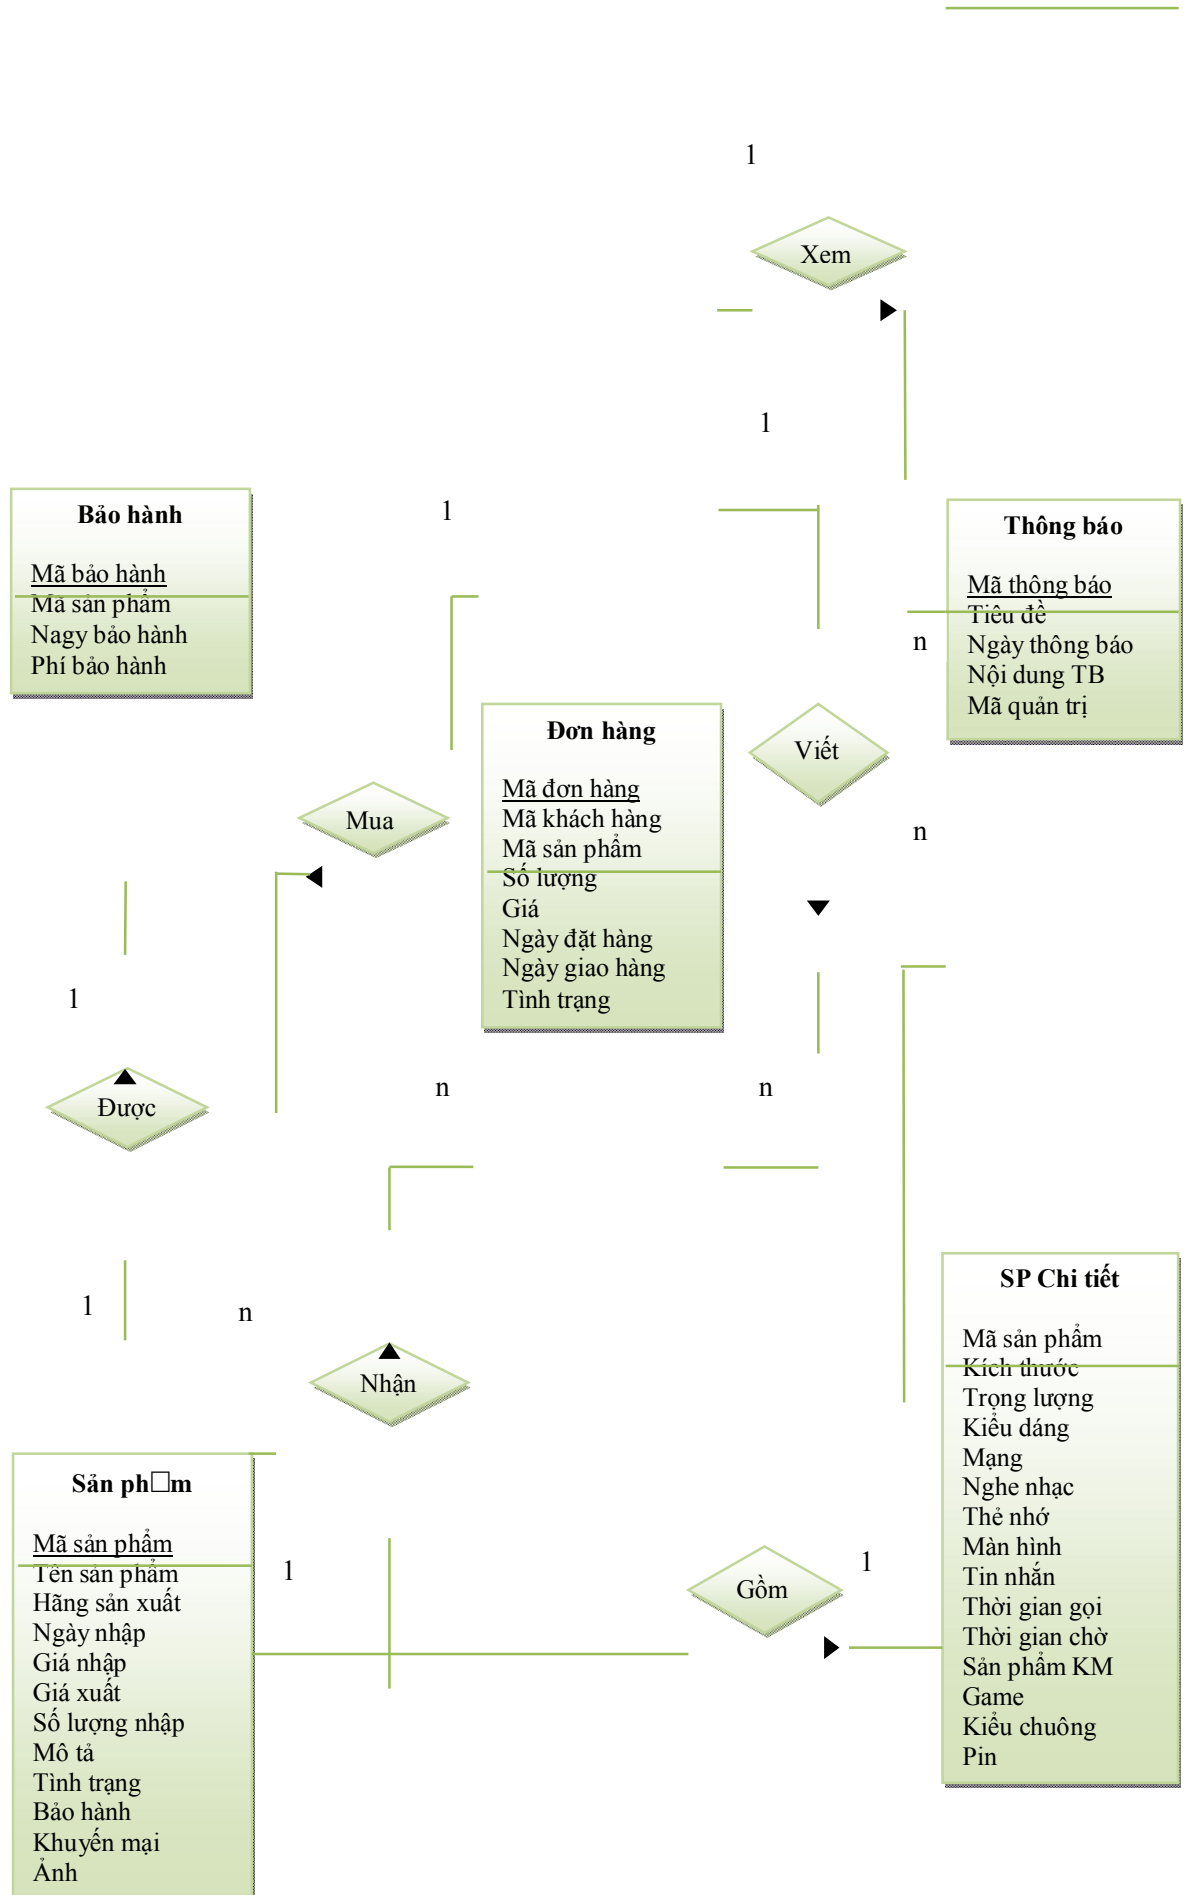 1
Xem
1
Bảo hành
Mã bảo hành
Mã sản phẩm
Nagy bảo hành
Phí bảo hành
1
Thông báo
Mã thông báo
Tiêu đề
Ngày thông báo
Nội dung TB
Mã quản trị
n
Đơn hàng
Mã đơn hàng
Mã khách hàng
Mã sản phẩm
Số lượng
Giá
Ngày đặt hàng
Ngày giao hàng
Tình trạng
Viết
Mua
n
1
Được
n
n
1
n
Nhận
SP Chi tiết
Mã sản phẩm
Kích thước
Trọng lượng
Kiểu dáng
Mạng
Nghe nhạc
Thẻ nhớ
Màn hình
Tin nhắn
Thời gian gọi
Thời gian chờ
Sản phẩm KM
Game
Kiểu chuông
Pin
Sản ph□m
Mã sản phẩm
Tên sản phẩm
Hãng sản xuất
Ngày nhập
Giá nhập
Giá xuất
Số lượng nhập
Mô tả
Tình trạng
Bảo hành
Khuyến mại
Ảnh
1
Gồm
1